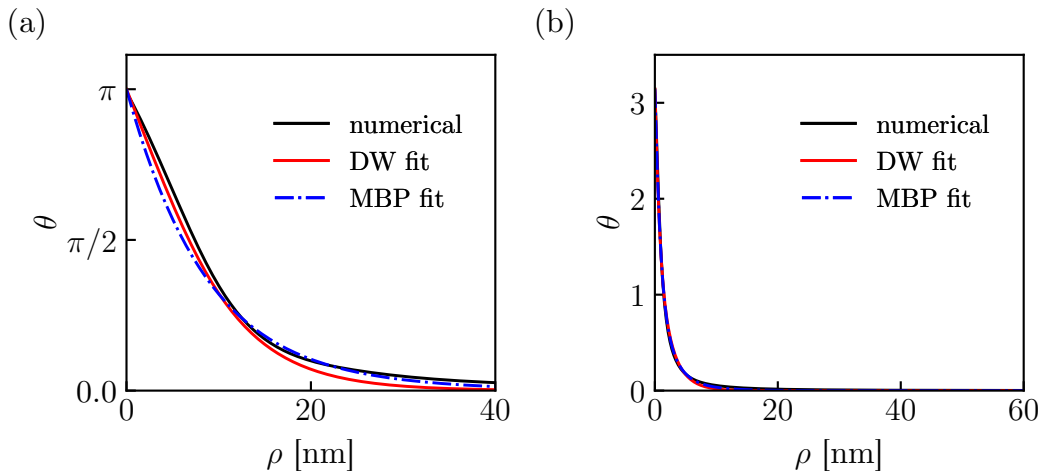 (a)
π
π/2
0.0
θ
numerical
DW fit
MBP fit
0
20
40
ρ [nm]
(b)
3
2
1
0
θ
numerical
DW fit
MBP fit
0
20
40
60
ρ [nm]